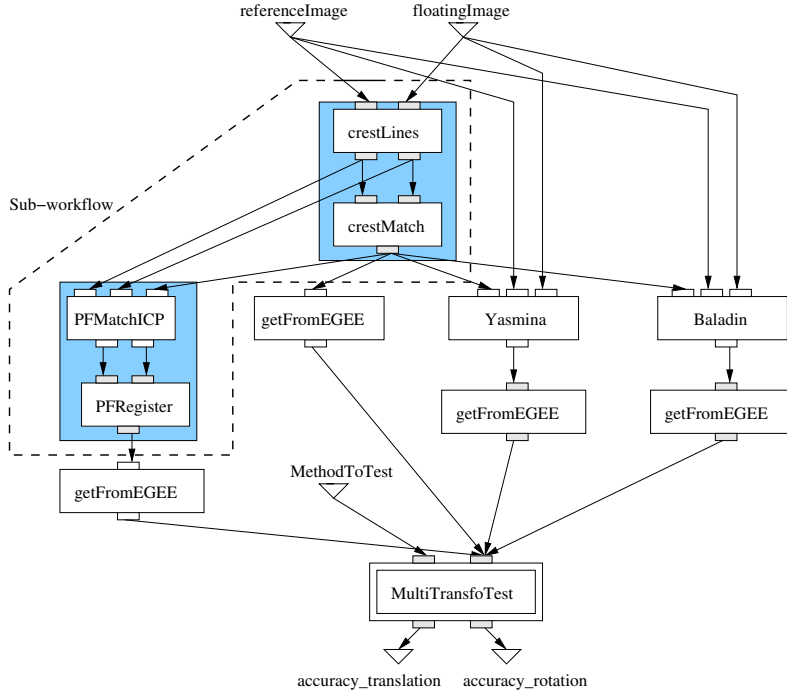 referenceImage
floatingImage
crestLines
Sub-workflow
crestMatch
PFMatchICP
getFromEGEE
Yasmina
Baladin
PFRegister
getFromEGEE
getFromEGEE
MethodToTest
getFromEGEE
MultiTransfoTest
accuracy_translation
accuracy_rotation